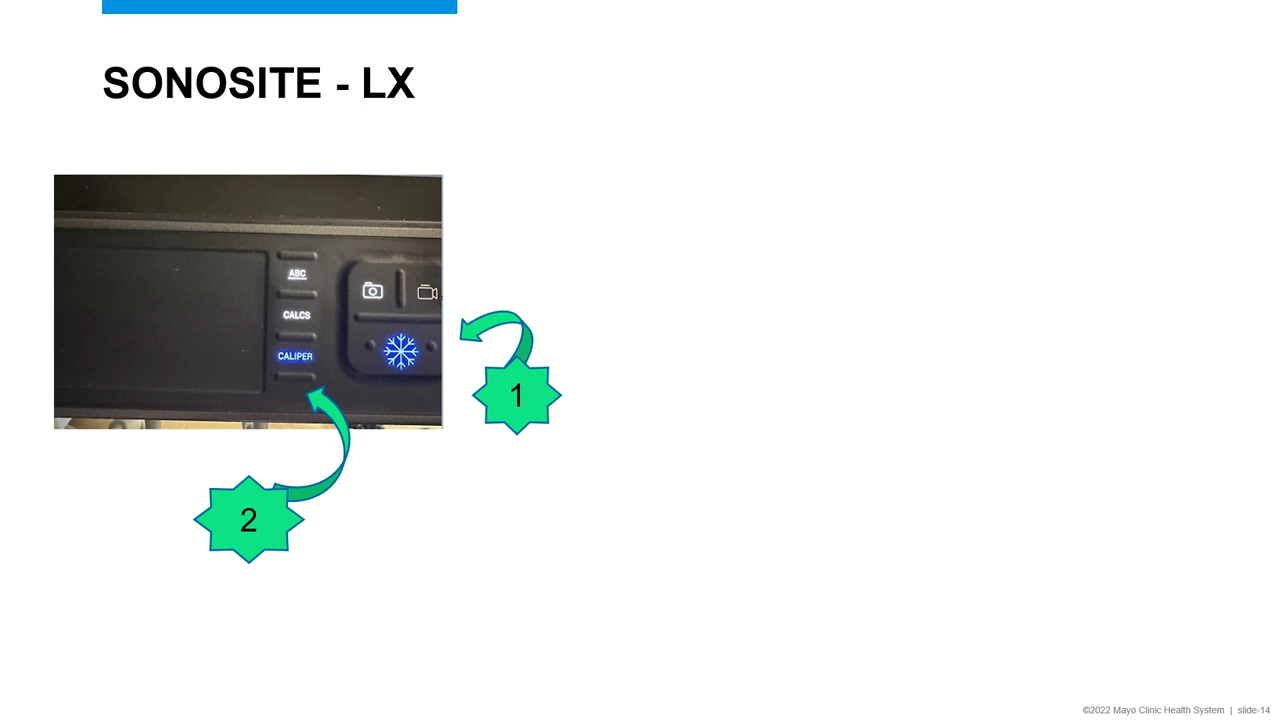 SONOSITE - LX
ABC
CALCS
CALIPER
1
2
©2022 Mayo Clinic Health System | slide-14